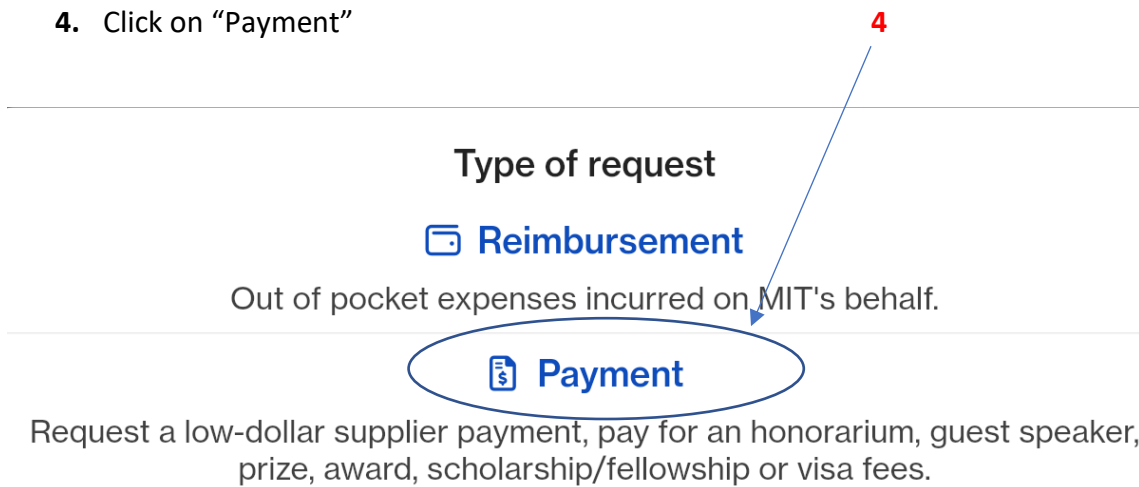 4. Click on “Payment”
4
Type of request
Reimbursement
Out of pocket expenses incurred on MIT's behalf.
Payment
Request a low-dollar supplier payment, pay for an honorarium, guest speaker,
prize, award, scholarship/fellowship or visa fees.